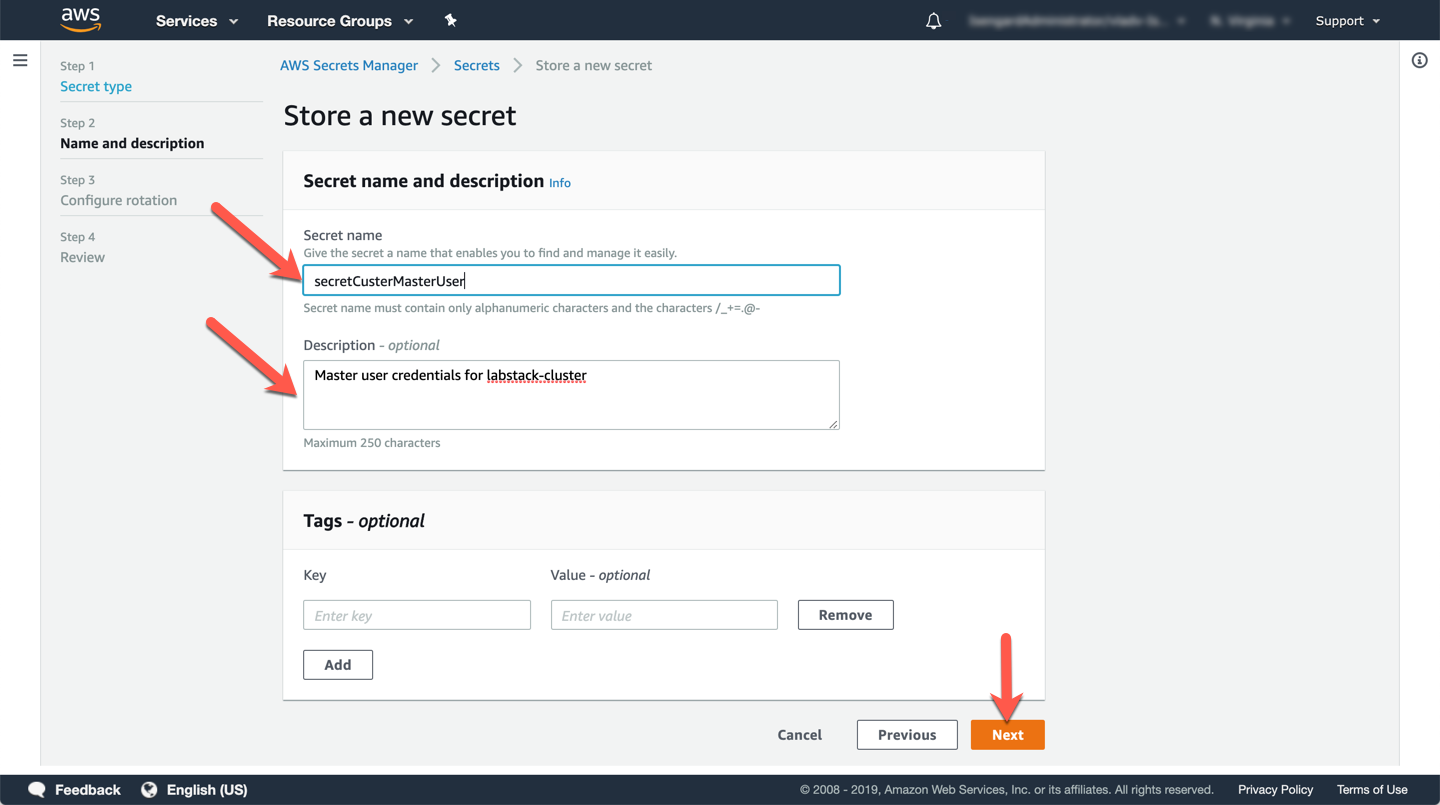 aws Services Resource Groups Support
Step 1
Secret type
Step 2
Name and description
Step 3
Configure rotation
Step 4
Review
AWS Secrets Manager > Secrets > Store a new secret
Store a new secret
Secret name and description Info
Secret name
Give the secret a name that enables you to find and manage it easily.
secretCusterMasterUser
Secret name must contain only alphanumeric characters and the characters /_+=.@-
Description - optional
Master user credentials for labstack-cluster
Maximum 250 characters
Tags - optional
Key Value - optional
Enter key Enter value Remove
Add
Cancel Previous Next
Feedback English (US) © 2008 - 2019, Amazon Web Services, Inc. or its affiliates. All rights reserved. Privacy Policy Terms of Use